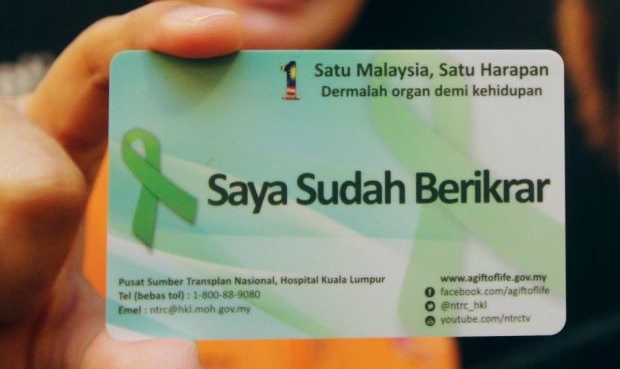 1 Satu Malaysia, Satu Harapan
Dermalah organ demi kehidupan
Saya Sudah Berikrar
Pusat Sumber Transplan Nasional, Hospital Kuala Lumpur
Tel (bebas tol) : 1-800-88-9080
Emel : ntrc@hkl.moh.gov.my
www.agiftoflife.gov.my
facebook.com/agiftoflife
@ntrc_hkl
youtube.com/ntrctv